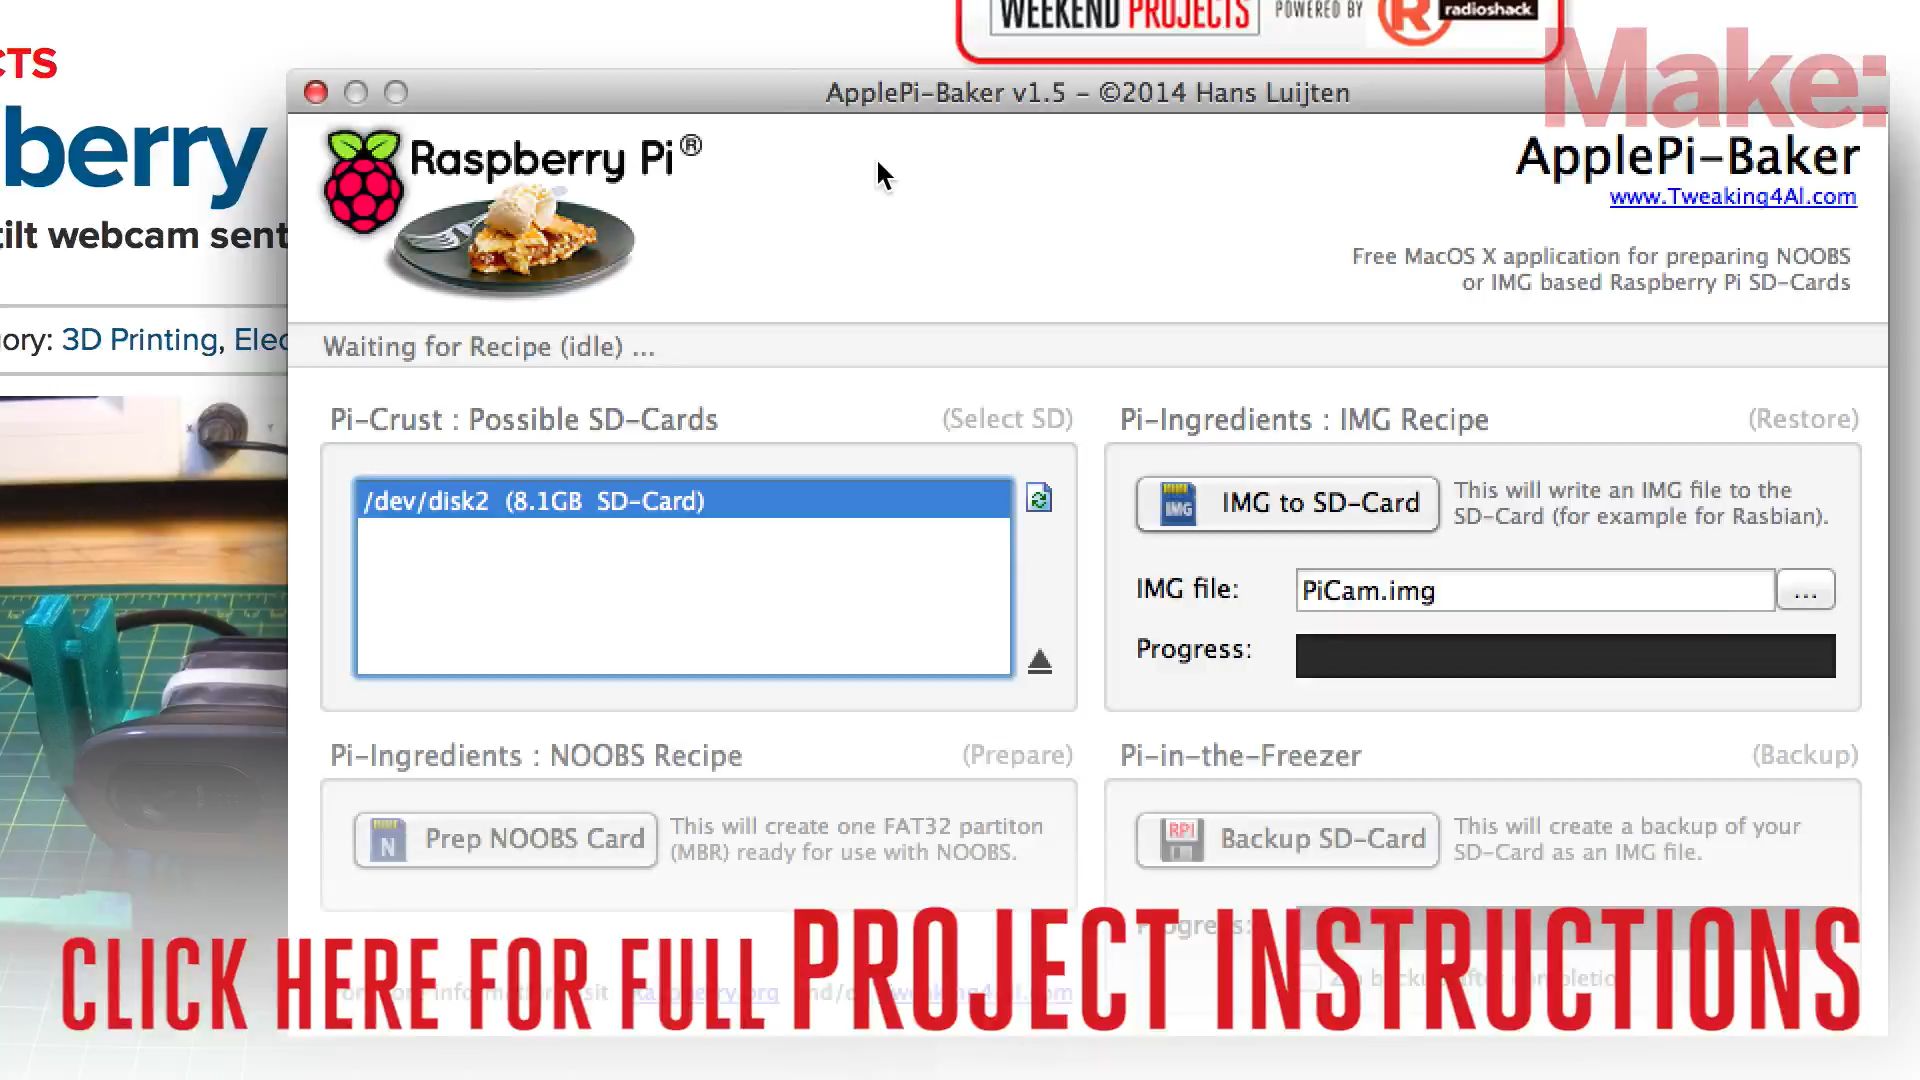 WEEKEND PROJECTS
POWERED BY
R
radioshack.
Make:
CTS
berry
tilt webcam sent
ory: 3D Printing, Elec
ApplePi-Baker v1.5 – ©2014 Hans Luijten
Raspberry Pi®
ApplePi-Baker
www.Tweaking4All.com
Free MacOS X application for preparing NOOBS
or IMG based Raspberry Pi SD-Cards
Waiting for Recipe (idle) ...
Pi-Crust : Possible SD-Cards
(Select SD)
/dev/disk2 (8.1GB SD-Card)
Pi-Ingredients : IMG Recipe
(Restore)
IMG
IMG to SD-Card
This will write an IMG file to the
SD-Card (for example for Rasbian).
IMG file:
PiCam.img
...
Progress:
Pi-Ingredients : NOOBS Recipe
(Prepare)
N
Prep NOOBS Card
This will create one FAT32 partiton
(MBR) ready for use with NOOBS.
Pi-in-the-Freezer
(Backup)
RPI
Backup SD-Card
This will create a backup of your
SD-Card as an IMG file.
Progress:
CLICK HERE FOR FULL PROJECT INSTRUCTIONS